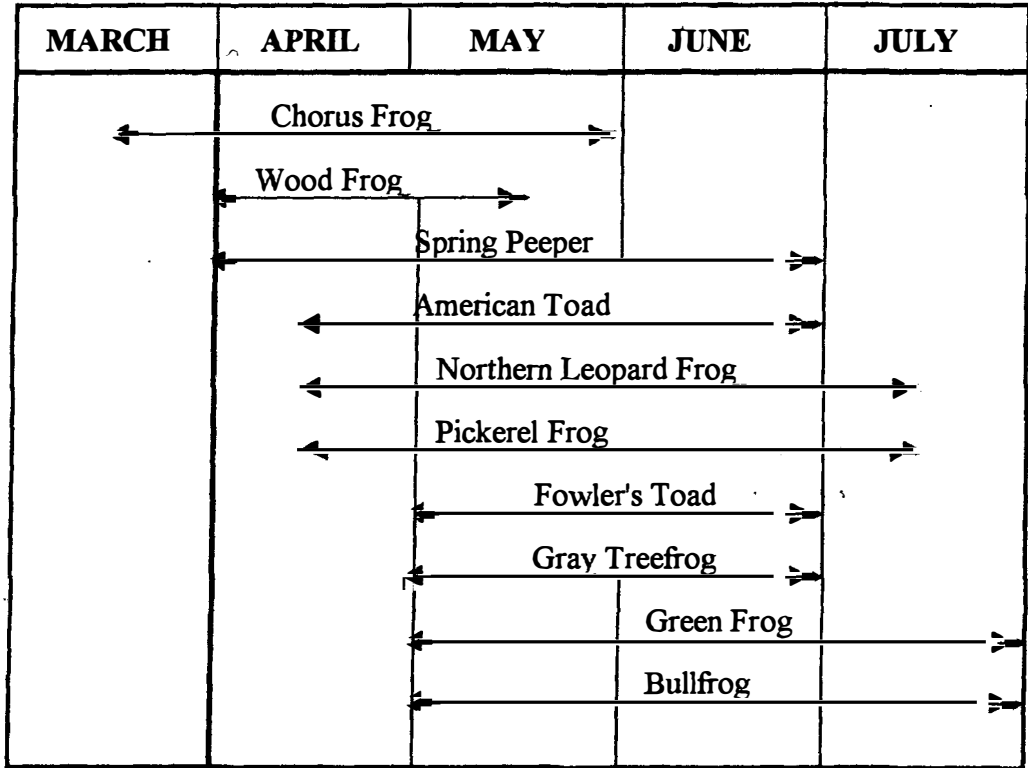 MARCH APRIL MAY JUNE JULY
Chorus Frog
Wood Frog
Spring Peeper
American Toad
Northern Leopard Frog
Pickerel Frog
Fowler's Toad
Gray Treefrog
Green Frog
Bullfrog